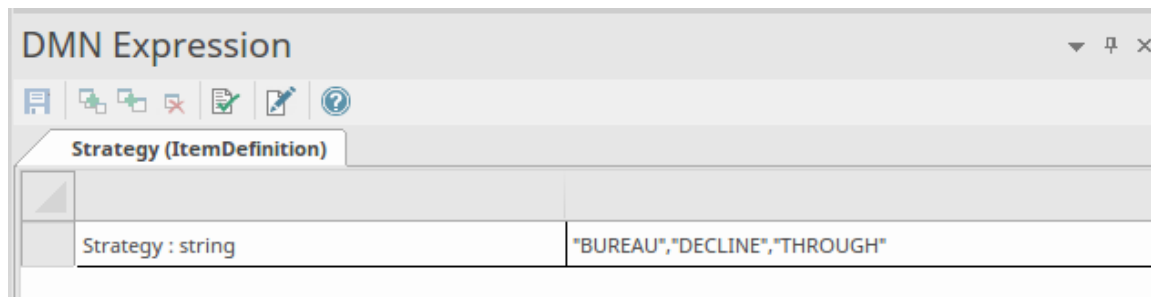 DMN Expression
Strategy (ItemDefinition)
Strategy : string "BUREAU","DECLINE","THROUGH"